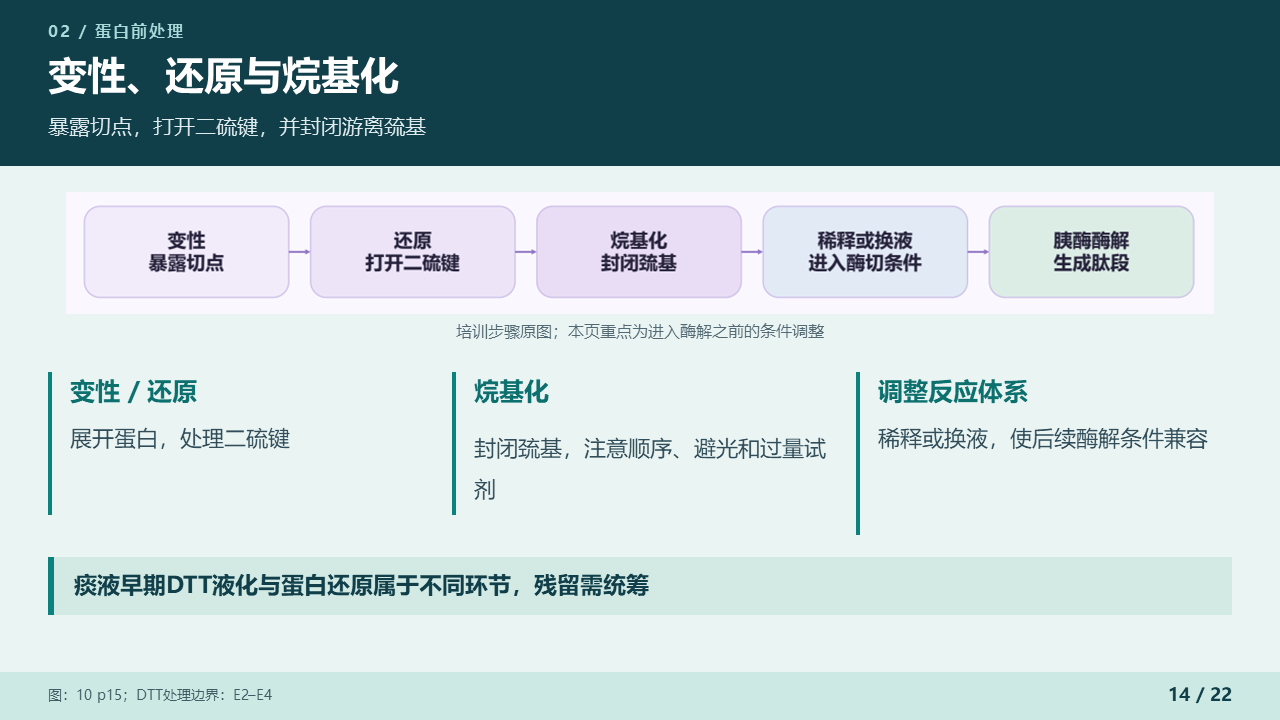 02 / 蛋白前处理
变性、还原与烷基化
暴露切点，打开二硫键，并封闭游离巯基
变性
暴露切点
还原
打开二硫键
烷基化
封闭巯基
稀释或换液
进入酶切条件
胰酶酶解
生成肽段
培训步骤原图；本页重点为进入酶解之前的条件调整
变性 / 还原
展开蛋白，处理二硫键
烷基化
封闭巯基，注意顺序、避光和过量试
剂
调整反应体系
稀释或换液，使后续酶解条件兼容
痰液早期DTT液化与蛋白还原属于不同环节，残留需统筹
图：10 p15；DTT处理边界：E2–E4
14 / 22